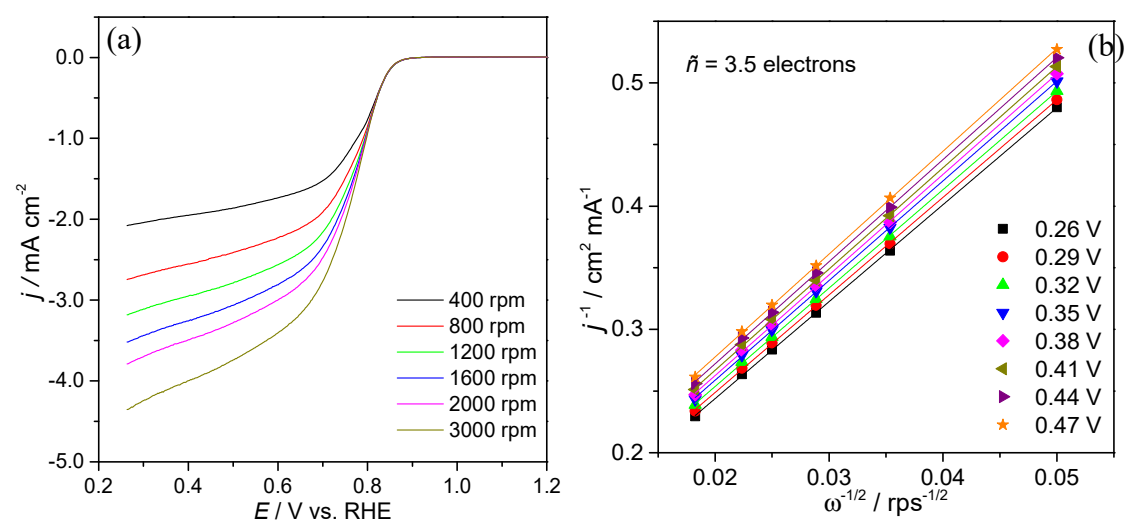 (a)
0.0
-1.0
-2.0
-3.0
-4.0
-5.0
j / mA cm-2
400 rpm
800 rpm
1200 rpm
1600 rpm
2000 rpm
3000 rpm
0.2 0.4 0.6 0.8 1.0 1.2
E / V vs. RHE
(b)
ñ = 3.5 electrons
0.5
0.4
0.3
0.2
j-1 / cm2 mA-1
0.26 V
0.29 V
0.32 V
0.35 V
0.38 V
0.41 V
0.44 V
0.47 V
0.02 0.03 0.04 0.05
ω-1/2 / rps-1/2